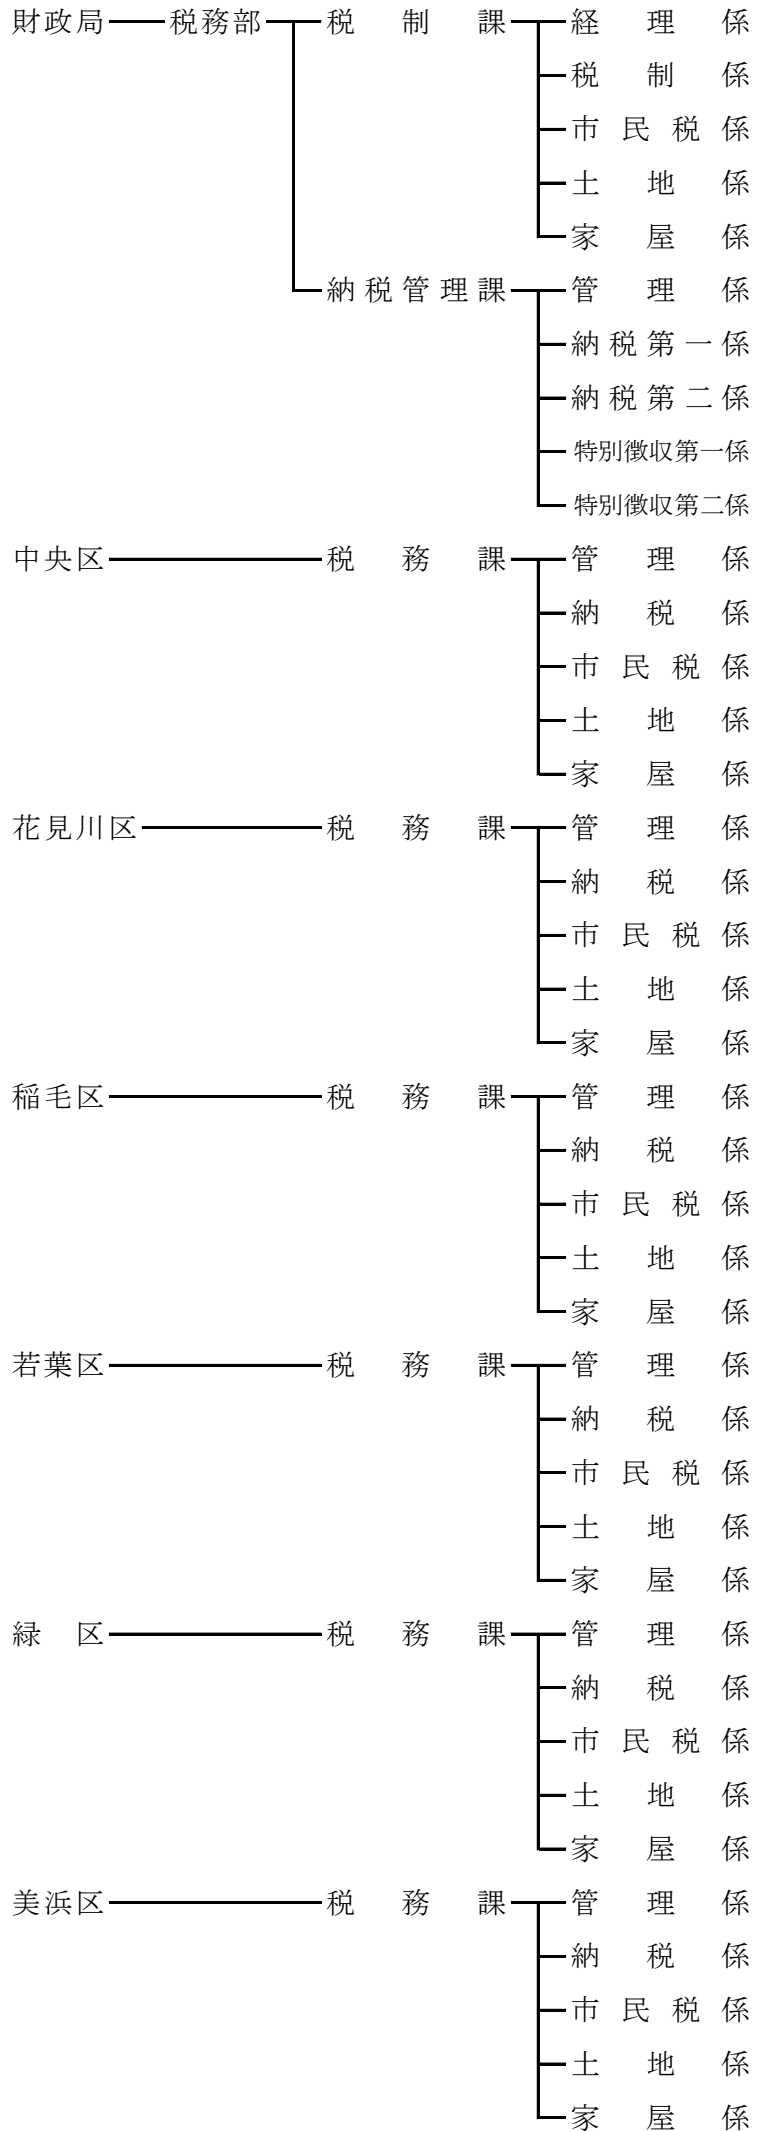 財政局 税務部 税制課 経理係
税制係
市民税係
土地係
家屋係
納税管理課 管理係
納税第一係
納税第二係
特別徴収第一係
特別徴収第二係
中央区 税務課 管理係
納税係
市民税係
土地係
家屋係
花見川区 税務課 管理係
納税係
市民税係
土地係
家屋係
稲毛区 税務課 管理係
納税係
市民税係
土地係
家屋係
若葉区 税務課 管理係
納税係
市民税係
土地係
家屋係
緑区 税務課 管理係
納税係
市民税係
土地係
家屋係
美浜区 税務課 管理係
納税係
市民税係
土地係
家屋係